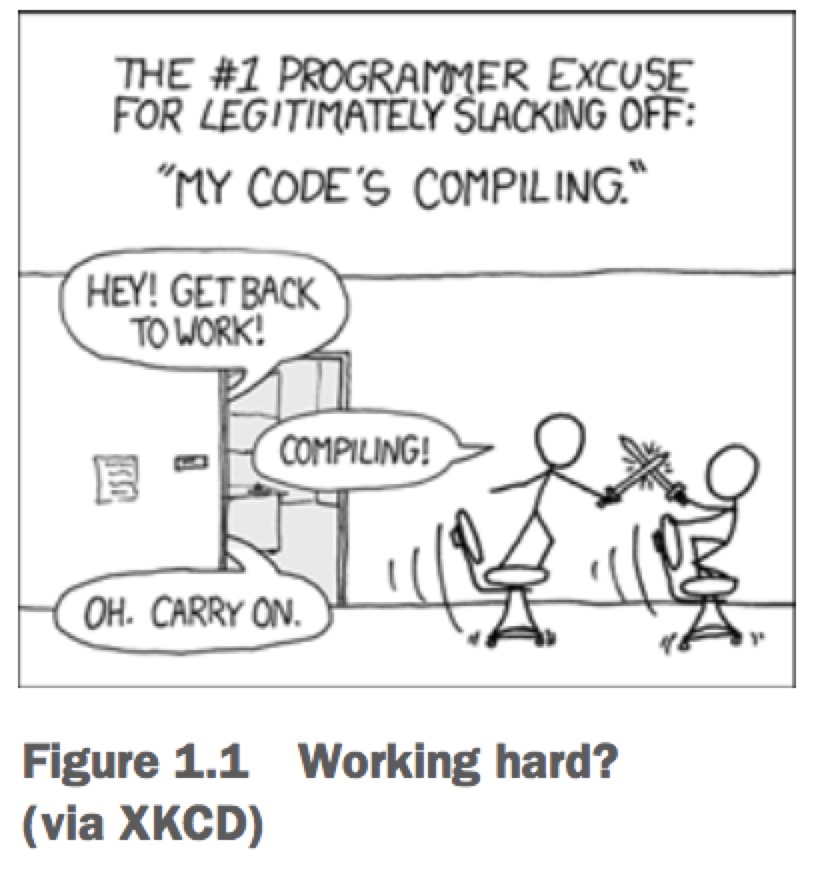 THE #1 PROGRAMMER EXCUSE
FOR LEGITIMATELY SLACKING OFF:
"MY CODE'S COMPILING."
HEY! GET BACK
TO WORK!
COMPILING!
OH. CARRY ON.
Figure 1.1 Working hard?
(via XKCD)